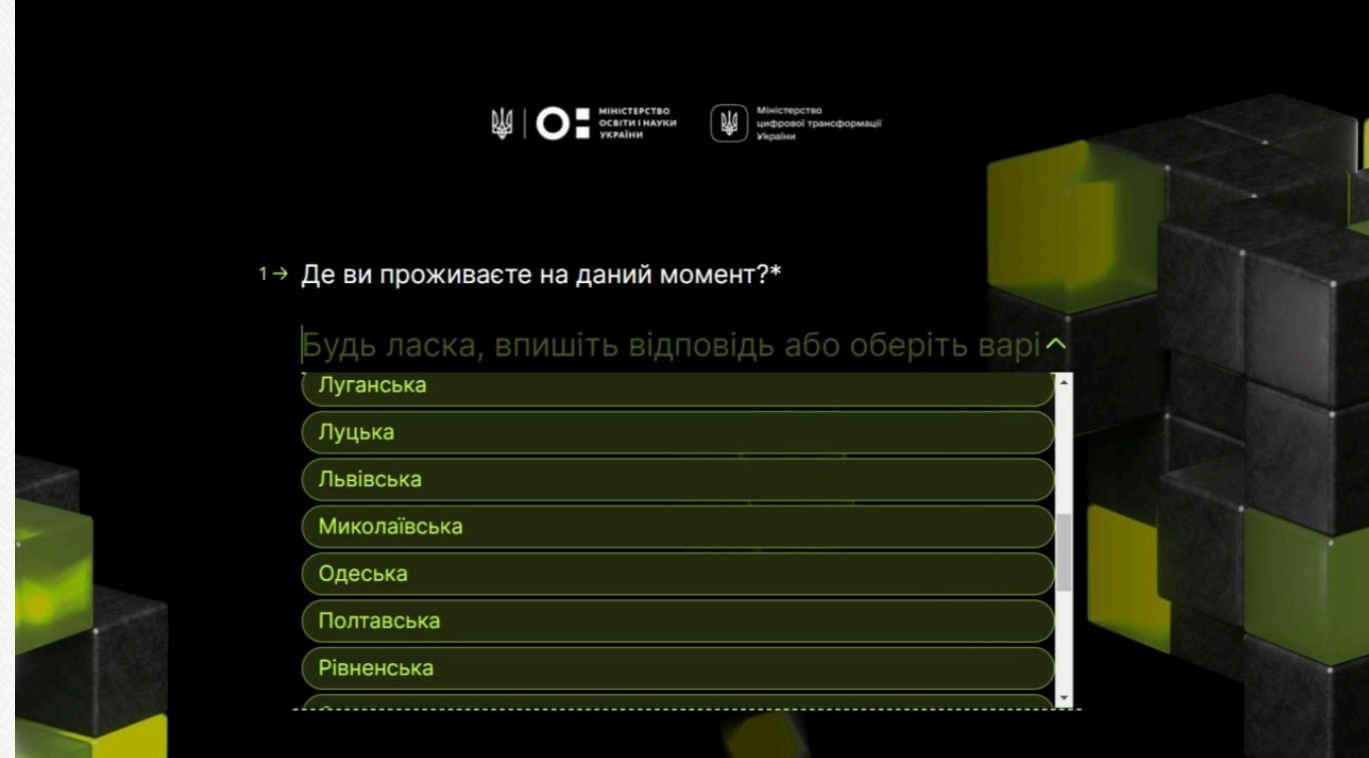 МІНІСТЕРСТВО
ОСВІТИ І НАУКИ
УКРАЇНИ
Міністерство
цифрової трансформації
України
1→ Де ви проживаєте на даний момент?*
Будь ласка, впишіть відповідь або оберіть варі
Луганська
Луцька
Львівська
Миколаївська
Одеська
Полтавська
Рівненська